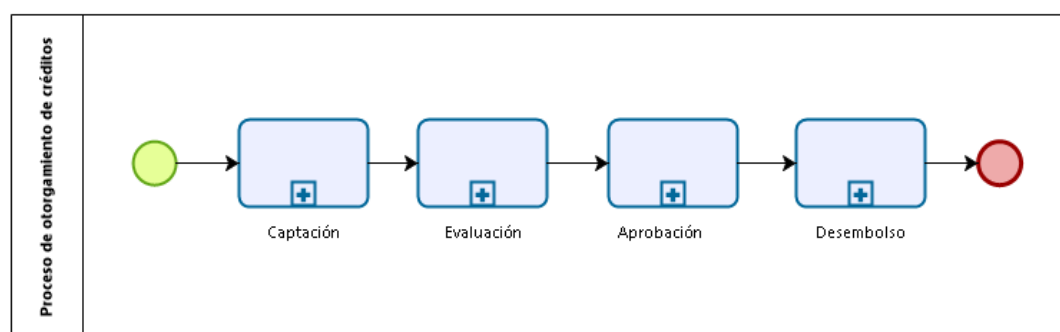 Proceso de otorgamiento de créditos
Captación
Evaluación
Aprobación
Desembolso